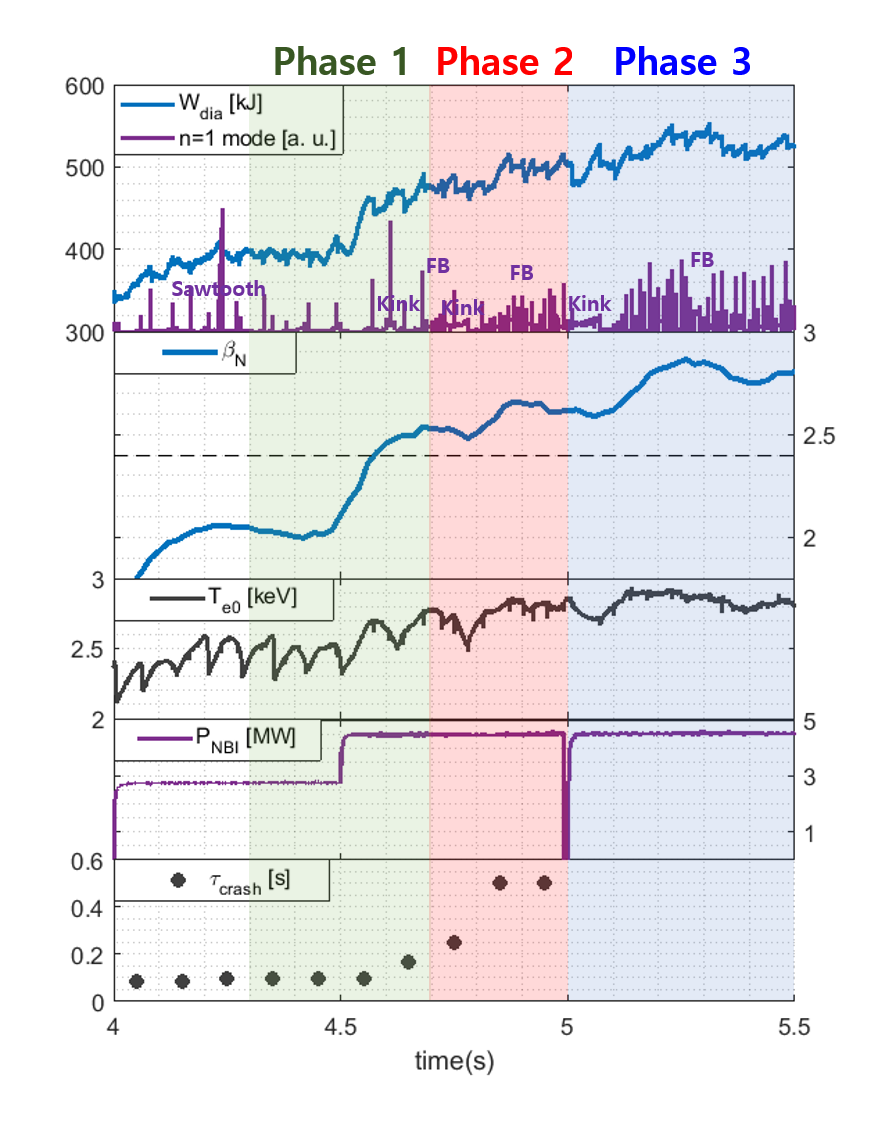 Phase 1 Phase 2 Phase 3
600
W_dia [kJ]
n=1 mode [a. u.]
500
400
FB FB FB
Sawtooth
Kink Kink Kink
300 3
β_N
2.5
2
3
T_e0 [keV]
2.5
2 5
P_NBI [MW]
3
1
0.6
τ_crash [s]
0.4
0.2
0
4 4.5 5 5.5
time(s)